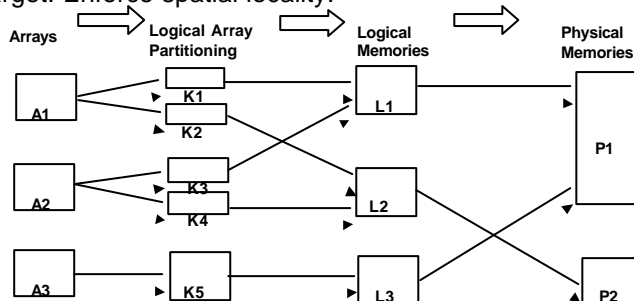 arget: Enforce spatial locality.
Arrays
Logical Array
Partitioning
Logical
Memories
Physical
Memories
K1
A1
L1
K2
P1
K3
A2
K4
L2
A3
K5
L3
P2